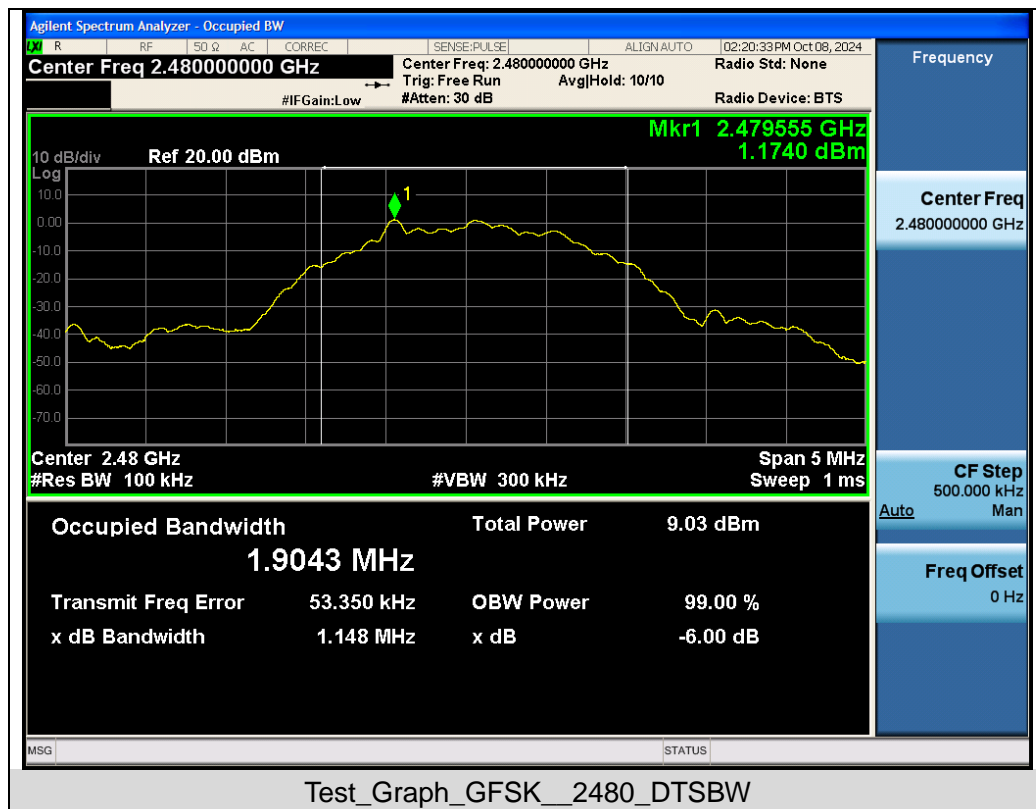 Agilent Spectrum Analyzer - Occupied BW
LXI R RF 50 Ω AC CORREC SENSE:PULSE ALIGN AUTO 02:20:33 PM Oct 08, 2024
Center Freq 2.480000000 GHz
Center Freq: 2.480000000 GHz
Radio Std: None
Trig: Free Run Avg|Hold: 10/10
#IFGain:Low #Atten: 30 dB
Radio Device: BTS
Mkr1 2.479555 GHz
1.1740 dBm
10 dB/div Ref 20.00 dBm
Log
10.0
0.00
-10.0
-20.0
-30.0
-40.0
-50.0
-60.0
-70.0
1
Center 2.48 GHz Span 5 MHz
#Res BW 100 kHz #VBW 300 kHz Sweep 1 ms
Occupied Bandwidth Total Power 9.03 dBm
1.9043 MHz
Transmit Freq Error 53.350 kHz OBW Power 99.00 %
x dB Bandwidth 1.148 MHz x dB -6.00 dB
Frequency
Center Freq
2.480000000 GHz
CF Step
500.000 kHz
Auto Man
Freq Offset
0 Hz
MSG STATUS
Test_Graph_GFSK__2480_DTSBW